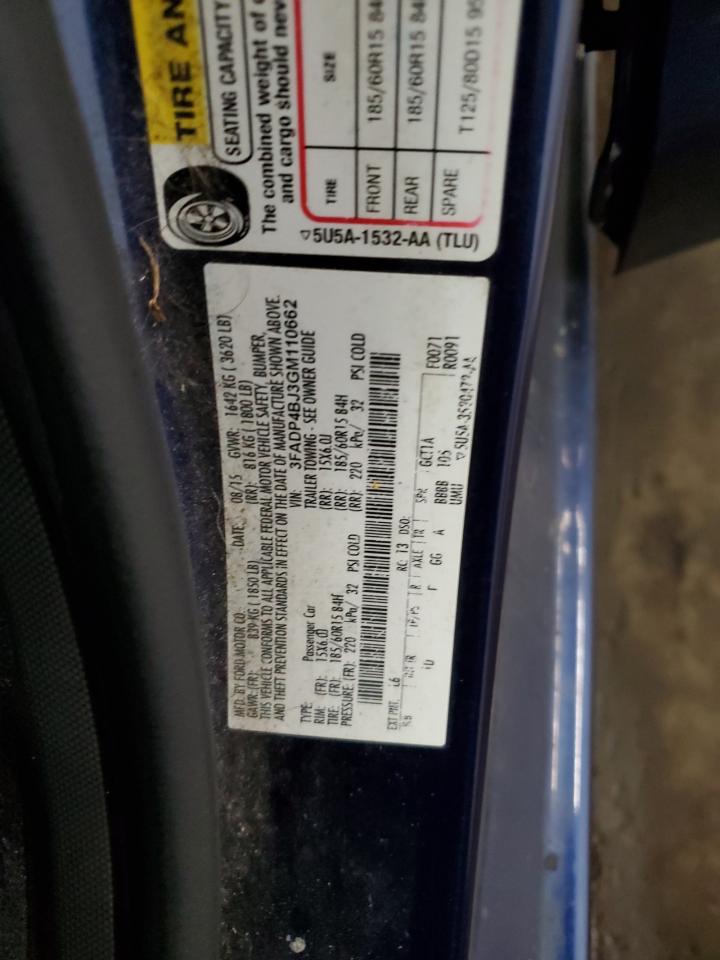 TIRE AN
SEATING CAPACITY
The combined weight of
and cargo should nev
TIRE SIZE
FRONT 185/60R15 84
REAR 185/60R15 84
SPARE T125/80D15 95
5U5A-1532-AA (TLU)
MFD. BY FORD MOTOR CO. DATE: 08/15 GVWR: 1642 KG ( 3620 LB)
GAWR: (FR): 839 KG (1850 LB) (RR): 816 KG (1800 LB)
THIS VEHICLE CONFORMS TO ALL APPLICABLE FEDERAL MOTOR VEHICLE SAFETY, BUMPER,
AND THEFT PREVENTION STANDARDS IN EFFECT ON THE DATE OF MANUFACTURE SHOWN ABOVE.
VIN: 3FADP4BJ3GM110662
TYPE: Passenger Car TRAILER TOWING - SEE OWNER GUIDE
RIM: (FR): 15X6.0J (RR): 15X6.0J
TIRE: (FR): 185/60R15 84H (RR): 185/60R15 84H
PRESSURE: (FR): 220 kPa/ 32 PSI COLD (RR): 220 kPa/ 32 PSI COLD
F0071
R0091
EXT PNT: RC: 13 DSO:
AXLE TR SPR GC11A
GG A BBBB 105
UMU